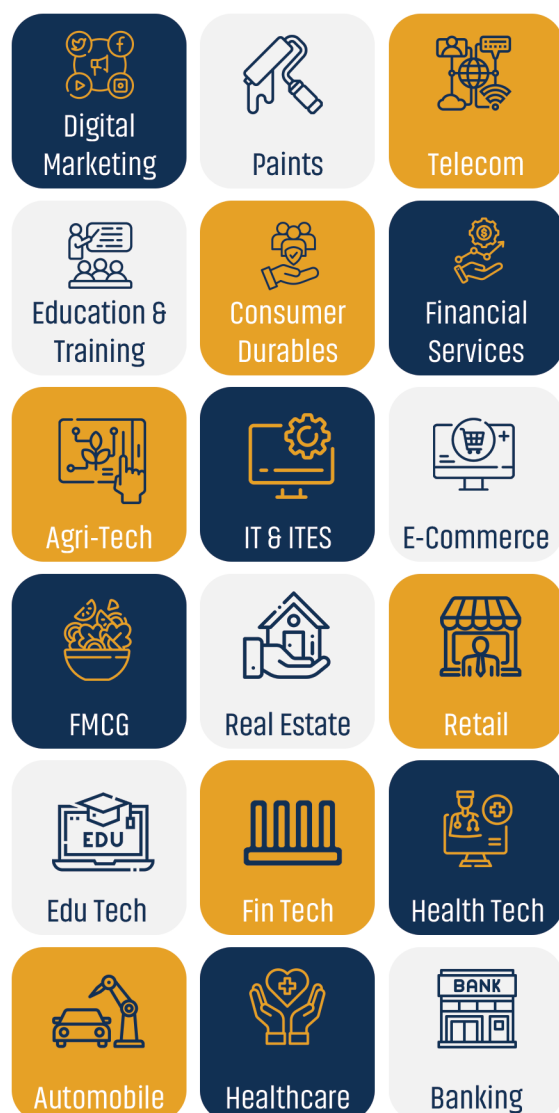 Digital
Marketing
Paints
Telecom
Education &
Training
Consumer
Durables
Financial
Services
Agri-Tech
IT & ITES
E-Commerce
FMCG
Real Estate
Retail
EDU
Edu Tech
Fin Tech
Health Tech
Automobile
Healthcare
BANK
Banking